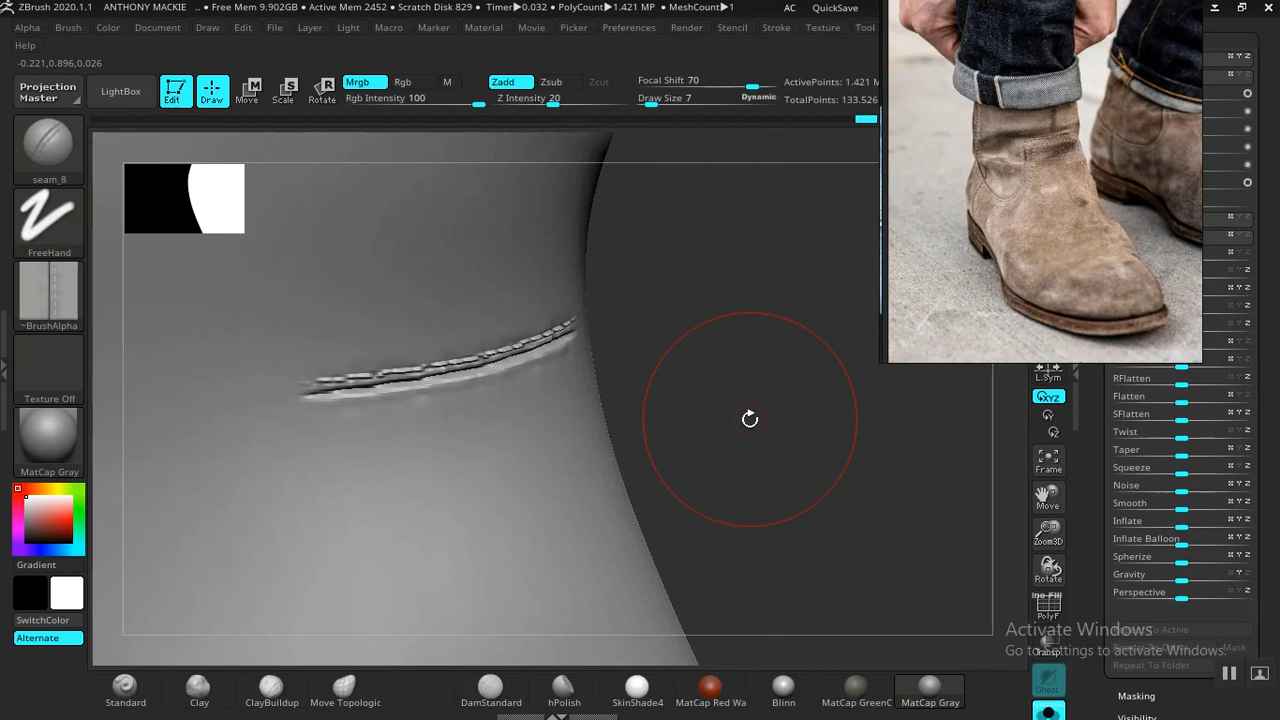 ZBrush 2020.1.1 ANTHONY MACKIE .. • Free Mem 9.902GB • Active Mem 2452 • Scratch Disk 829 • Timer▶0.032 • PolyCount▶1.421 MP • MeshCount▶1 AC QuickSave
Alpha Brush Color Document Draw Edit File Layer Light Macro Marker Material Movie Picker Preferences Render Stencil Stroke Texture Tool
Help
-0.221,0.896,0.026
Projection Master
LightBox
Edit Draw Move Scale Rotate
Mrgb Rgb M
Rgb Intensity 100
Zadd Zsub Zcut
Z Intensity 20
Focal Shift 70
Draw Size 7 Dynamic
ActivePoints: 1.421 M
TotalPoints: 133.526
seam_8
FreeHand
~BrushAlpha
Texture Off
MatCap Gray
Gradient
SwitchColor
Alternate
L.Sym
XYZ
Y
Z
Frame
Move
Zoom3D
Rotate
PolyF
Transp
Ghost
RFlatten
Flatten
SFlatten
Twist
Taper
Squeeze
Noise
Smooth
Inflate
Inflate Balloon
Spherize
Gravity
Perspective
Repeat To Active
Mask
Repeat To Folder
Masking
Visibility
Activate Windows
Go to Settings to activate Windows.
Standard Clay ClayBuildup Move Topologic DamStandard hPolish SkinShade4 MatCap Red Wa Blinn MatCap GreenC MatCap Gray